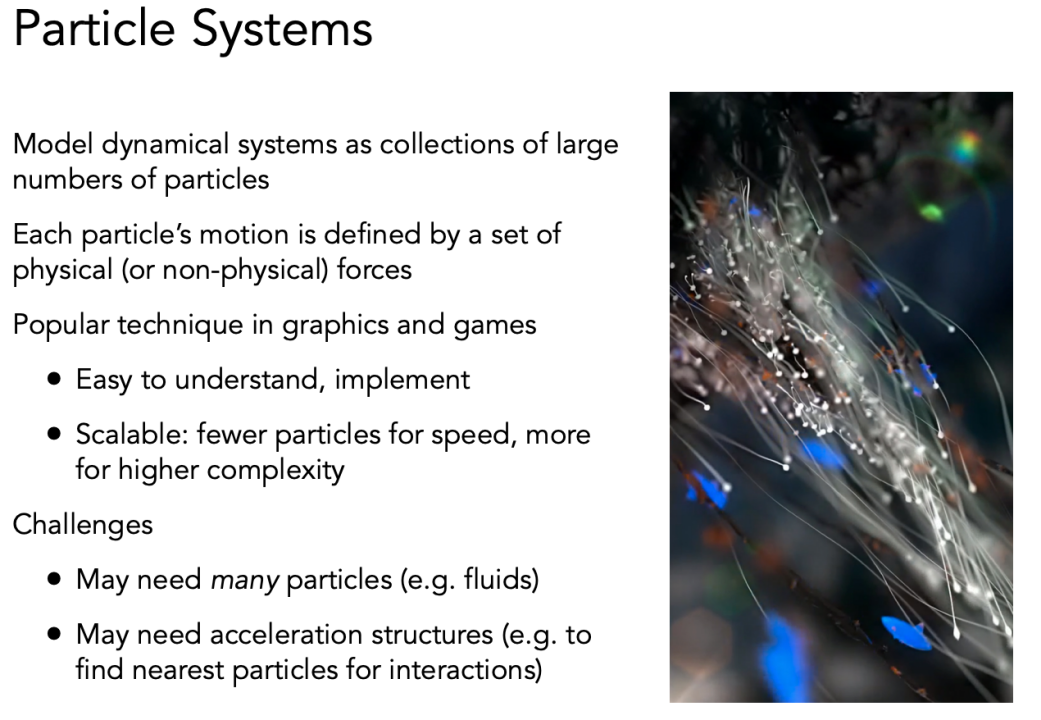 Particle Systems
Model dynamical systems as collections of large
numbers of particles
Each particle’s motion is defined by a set of
physical (or non-physical) forces
Popular technique in graphics and games
● Easy to understand, implement
● Scalable: fewer particles for speed, more
for higher complexity
Challenges
● May need many particles (e.g. fluids)
● May need acceleration structures (e.g. to
find nearest particles for interactions)